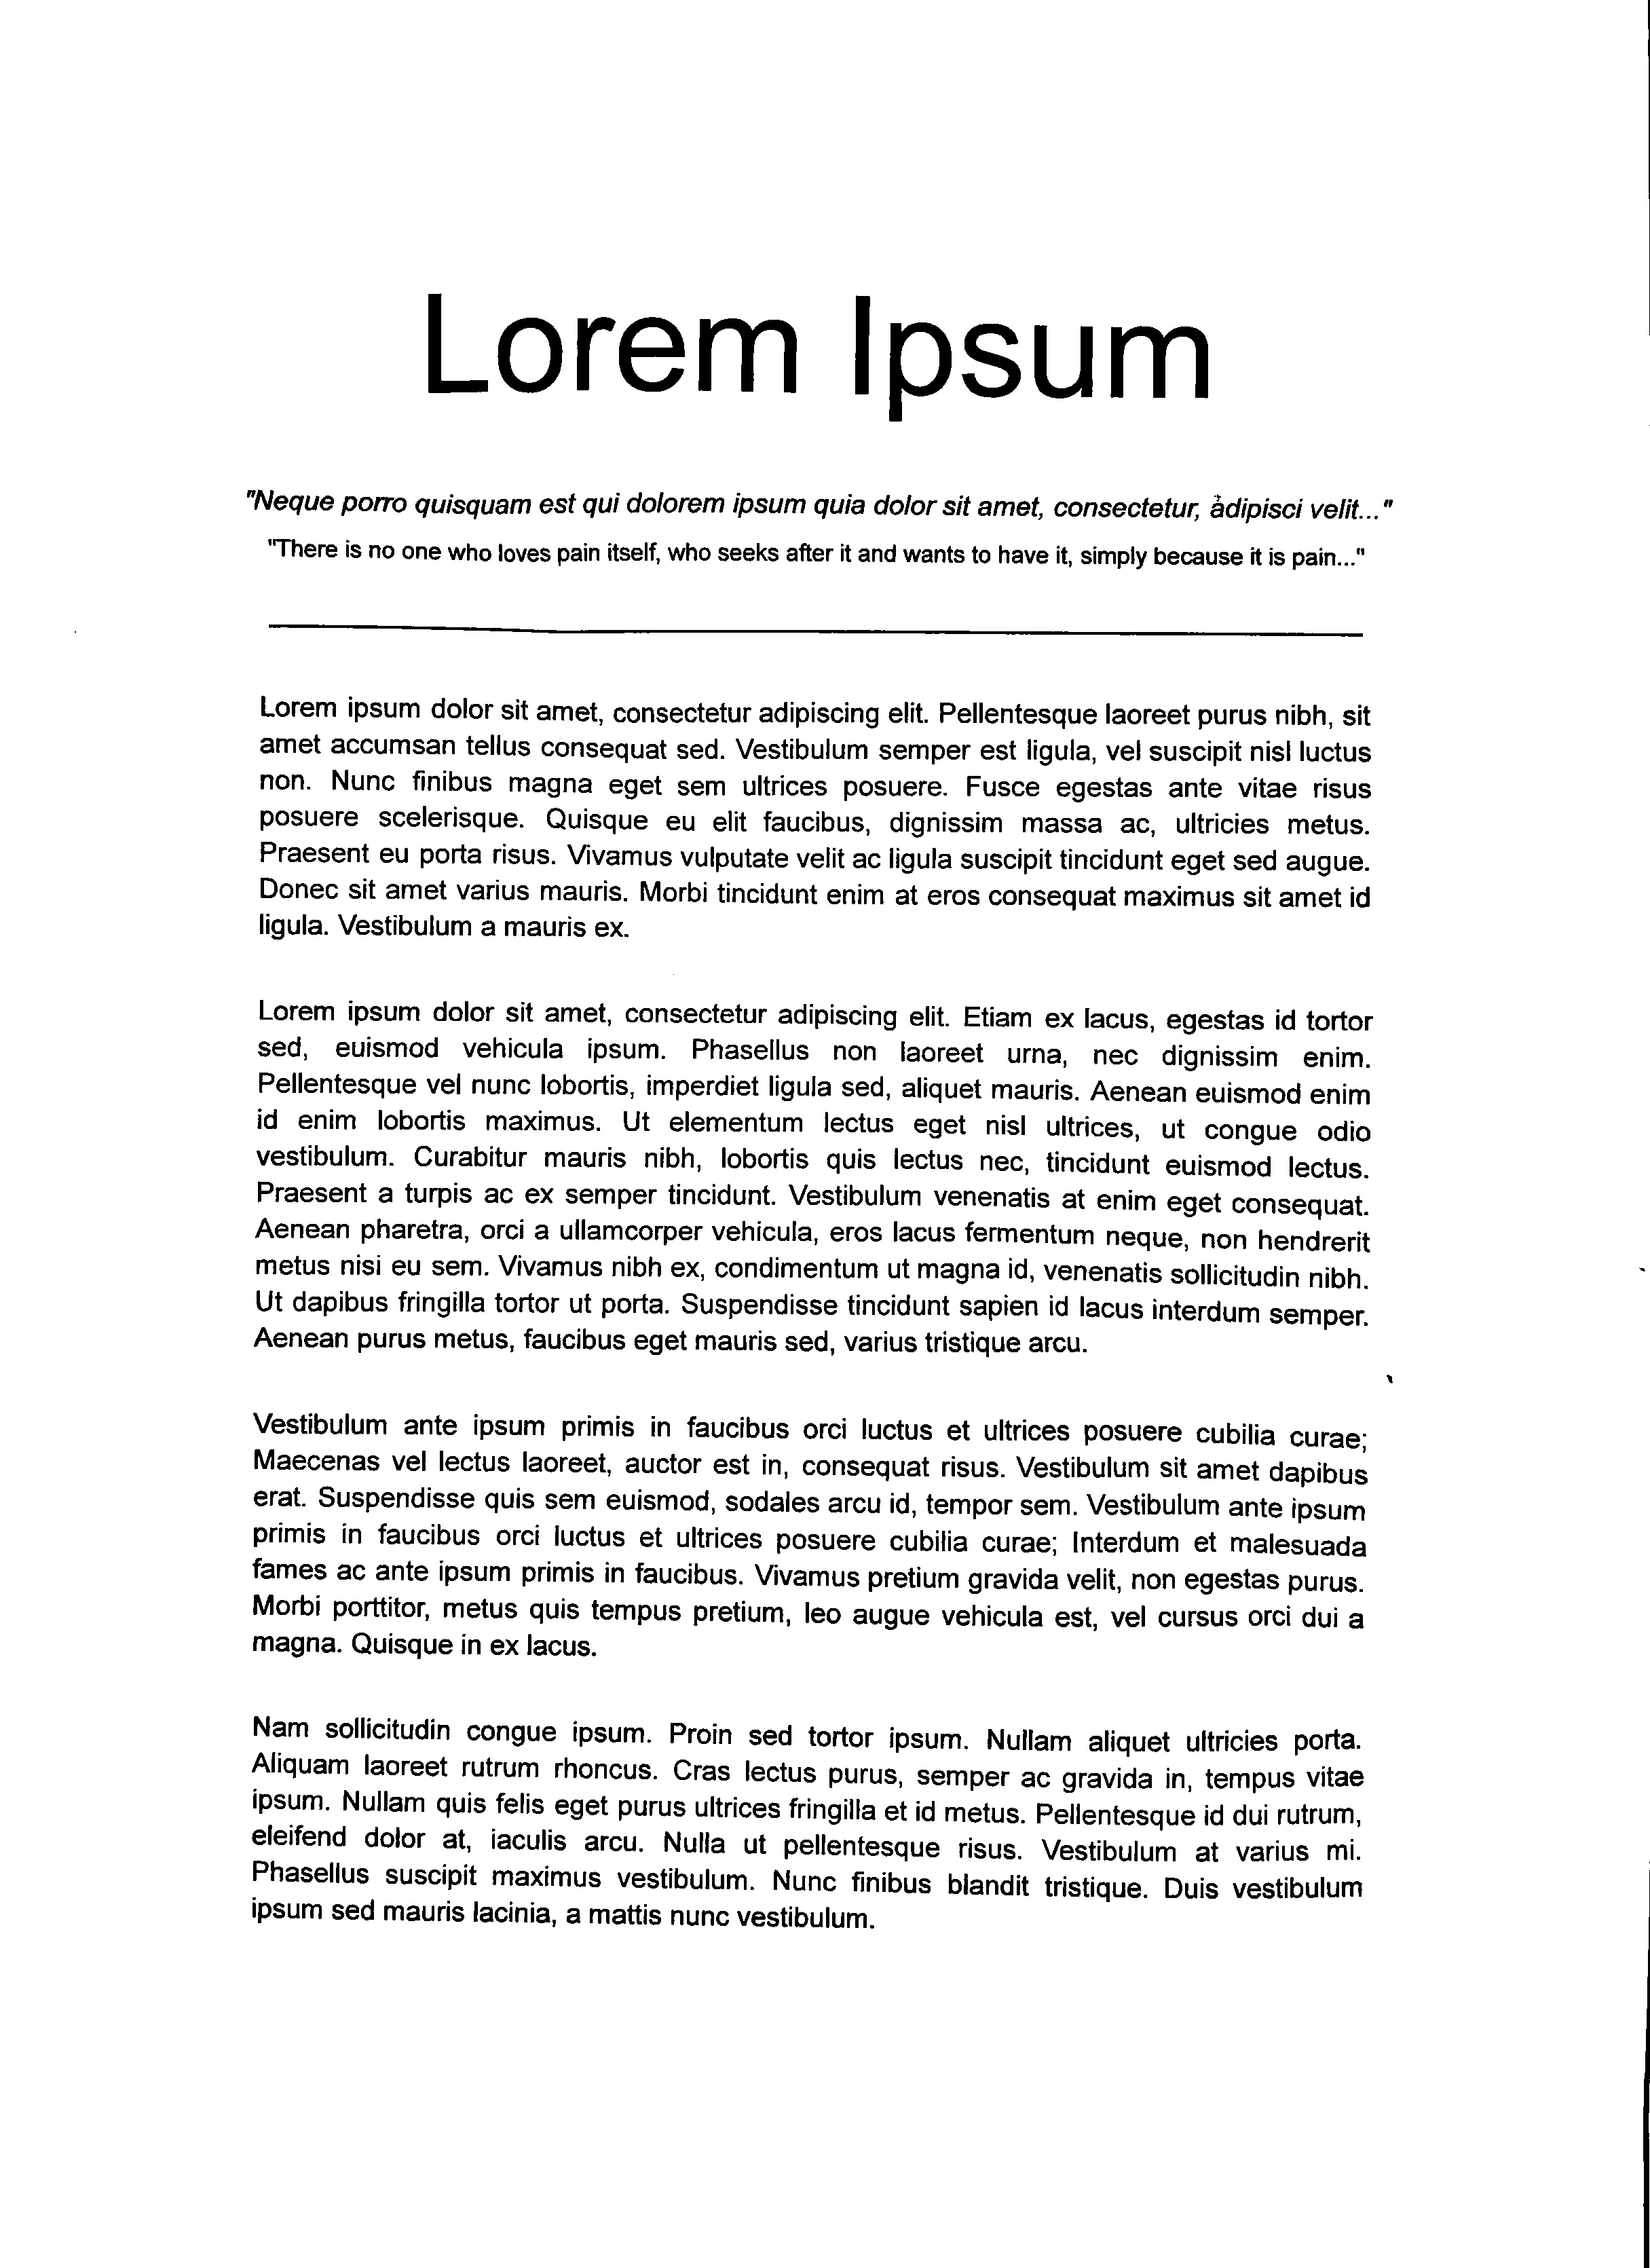 Lorem Ipsum
"Neque porro quisquam est qui dolorem ipsum quia dolor sit amet, consectetur, adipisci velit..."
"There is no one who loves pain itself, who seeks after it and wants to have it, simply because it is pain..."
Lorem ipsum dolor sit amet, consectetur adipiscing elit. Pellentesque laoreet purus nibh, sit
amet accumsan tellus consequat sed. Vestibulum semper est ligula, vel suscipit nisl luctus
non. Nunc finibus magna eget sem ultrices posuere. Fusce egestas ante vitae risus
posuere scelerisque. Quisque eu elit faucibus, dignissim massa ac, ultricies metus.
Praesent eu porta risus. Vivamus vulputate velit ac ligula suscipit tincidunt eget sed augue.
Donec sit amet varius mauris. Morbi tincidunt enim at eros consequat maximus sit amet id
ligula. Vestibulum a mauris ex.
Lorem ipsum dolor sit amet, consectetur adipiscing elit. Etiam ex lacus, egestas id tortor
sed, euismod vehicula ipsum. Phasellus non laoreet urna, nec dignissim enim.
Pellentesque vel nunc lobortis, imperdiet ligula sed, aliquet mauris. Aenean euismod enim
id enim lobortis maximus. Ut elementum lectus eget nisl ultrices, ut congue odio
vestibulum. Curabitur mauris nibh, lobortis quis lectus nec, tincidunt euismod lectus.
Praesent a turpis ac ex semper tincidunt. Vestibulum venenatis at enim eget consequat.
Aenean pharetra, orci a ullamcorper vehicula, eros lacus fermentum neque, non hendrerit
metus nisi eu sem. Vivamus nibh ex, condimentum ut magna id, venenatis sollicitudin nibh.
Ut dapibus fringilla tortor ut porta. Suspendisse tincidunt sapien id lacus interdum semper.
Aenean purus metus, faucibus eget mauris sed, varius tristique arcu.
Vestibulum ante ipsum primis in faucibus orci luctus et ultrices posuere cubilia curae;
Maecenas vel lectus laoreet, auctor est in, consequat risus. Vestibulum sit amet dapibus
erat. Suspendisse quis sem euismod, sodales arcu id, tempor sem. Vestibulum ante ipsum
primis in faucibus orci luctus et ultrices posuere cubilia curae; Interdum et malesuada
fames ac ante ipsum primis in faucibus. Vivamus pretium gravida velit, non egestas purus.
Morbi porttitor, metus quis tempus pretium, leo augue vehicula est, vel cursus orci dui a
magna. Quisque in ex lacus.
Nam sollicitudin congue ipsum. Proin sed tortor ipsum. Nullam aliquet ultricies porta.
Aliquam laoreet rutrum rhoncus. Cras lectus purus, semper ac gravida in, tempus vitae
ipsum. Nullam quis felis eget purus ultrices fringilla et id metus. Pellentesque id dui rutrum,
eleifend dolor at, iaculis arcu. Nulla ut pellentesque risus. Vestibulum at varius mi.
Phasellus suscipit maximus vestibulum. Nunc finibus blandit tristique. Duis vestibulum
ipsum sed mauris lacinia, a mattis nunc vestibulum.